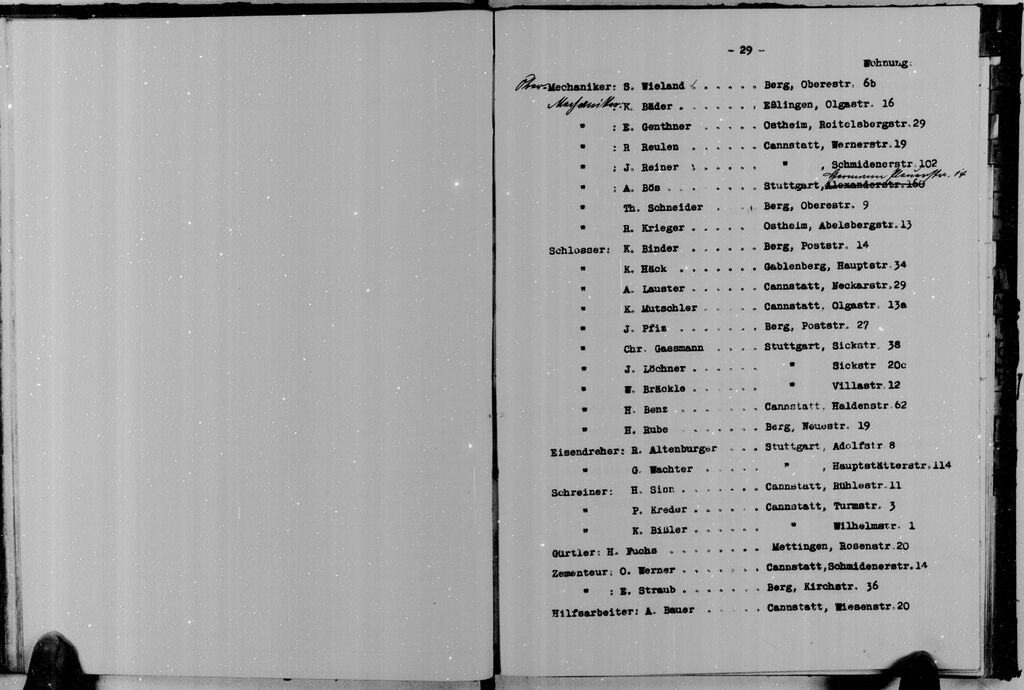 - 29 -
Wohnung:
Ober-Mechaniker: S. Wieland . . . . . . Berg, Oberestr. 6b
Mechaniker: K. Bäder . . . . . . . Eßlingen, Olgastr. 16
" : E. Genthner . . . . . Ostheim, Roitelsbergstr.29
" : R Reulen . . . . . . Cannstatt, Wernerstr.19
" : J. Reiner . . . . . . " , Schmidenerstr.102
Hermann 14
" : A. Bös . . . . . . . Stuttgart, Alexanderstr.160
" Th. Schneider . . . Berg, Oberestr. 9
" R. Krieger . . . . . Ostheim, Abelsbergstr.13
Schlosser: K. Binder . . . . . . Berg, Poststr. 14
" K. Häck . . . . . . . Gablenberg, Hauptstr.34
" A. Lauster . . . . . . Cannstatt, Neckarstr.29
" K. Mutschler . . . . . Cannstatt. Olgastr. 13a
" J. Pfiz . . . . . . . Berg, Poststr. 27
" Chr. Gassmann . . . . Stuttgart, Sickstr. 38
" J. Löchner . . . . . . " Sickstr 20c
" W. Bräckle . . . . . . " Villastr.12
" H. Benz . . . . . . . Cannstatt, Haldenstr.62
" H. Rube . . . . . . . Berg, Neuestr. 19
Eisendreher: R. Altenburger . . . Stuttgart, Adolfstr 8
" G. Wachter . . . . . " , Hauptstätterstr.114
Schreiner: H. Sion . . . . . . . Cannstatt, Rühlestr.11
" P. Kreder . . . . . . Cannstatt, Turmstr. 3
" K. Bißler . . . . . . " Wilhelmstr. 1
Gürtler: H. Fuchs . . . . . . . . Mettingen, Rosenstr.20
Zementeur: O. Werner . . . . . . . Cannstatt,Schmidenerstr.14
" : E. Straub . . . . . . . Berg, Kirchstr. 36
Hilfsarbeiter: A. Bauer . . . . . Cannstatt, Wiesenstr.20